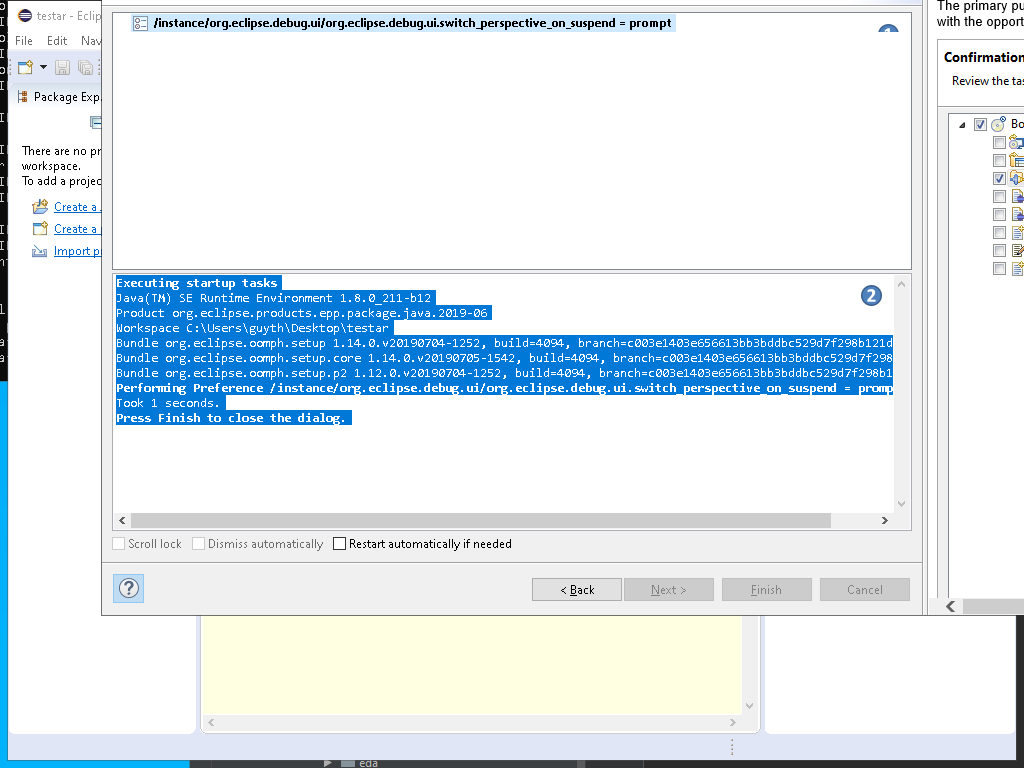 testar - Eclip
File Edit Nav
Package Exp
There are no pr
workspace.
To add a projec
Create a
Create a
Import p
/instance/org.eclipse.debug.ui/org.eclipse.debug.ui.switch_perspective_on_suspend = prompt
Executing startup tasks
Java(TM) SE Runtime Environment 1.8.0_211-b12
Product org.eclipse.products.epp.package.java.2019-06
Workspace C:\Users\guyth\Desktop\testar
Bundle org.eclipse.oomph.setup 1.14.0.v20190704-1252, build=4094, branch=c003e1403e656613bb3bddbc529d7f298b121d
Bundle org.eclipse.oomph.setup.core 1.14.0.v20190705-1542, build=4094, branch=c003e1403e656613bb3bddbc529d7f298
Bundle org.eclipse.oomph.setup.p2 1.12.0.v20190704-1252, build=4094, branch=c003e1403e656613bb3bddbc529d7f298b1
Performing Preference /instance/org.eclipse.debug.ui/org.eclipse.debug.ui.switch_perspective_on_suspend = promp
Took 1 seconds.
Press Finish to close the dialog.
2
Scroll lock Dismiss automatically Restart automatically if needed
? < Back Next > Finish Cancel
The primary pu
with the opport
Confirmation
Review the tas
Bo
eda